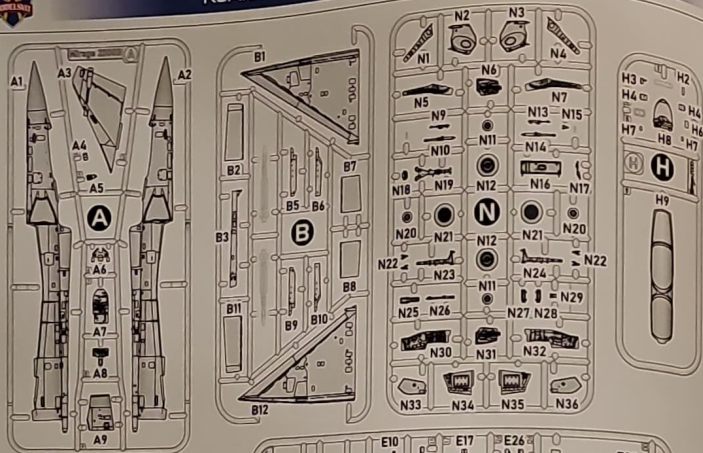 MODELSVIT
A1
A3
A
A2
A4
A5
A
A6
A7
A8
A9
B1
B2
B7
B5 B6
B3
B
B8
B11
B9
B10
B12
N2 N3
N1 N4
N6
N5 N7
N9 N13 N15
N11
N10 N14
N18 N19 N12 N16 N17
N
N20 N21 N21 N20
N12
N22 N22
N23 N24
N11
N25 N26 N27 N28 N29
N30 N31 N32
N33 N34 N35 N36
H3 H2
H4 H4
H7 H8 H6
H7
H H
H9
E10 E17 E26